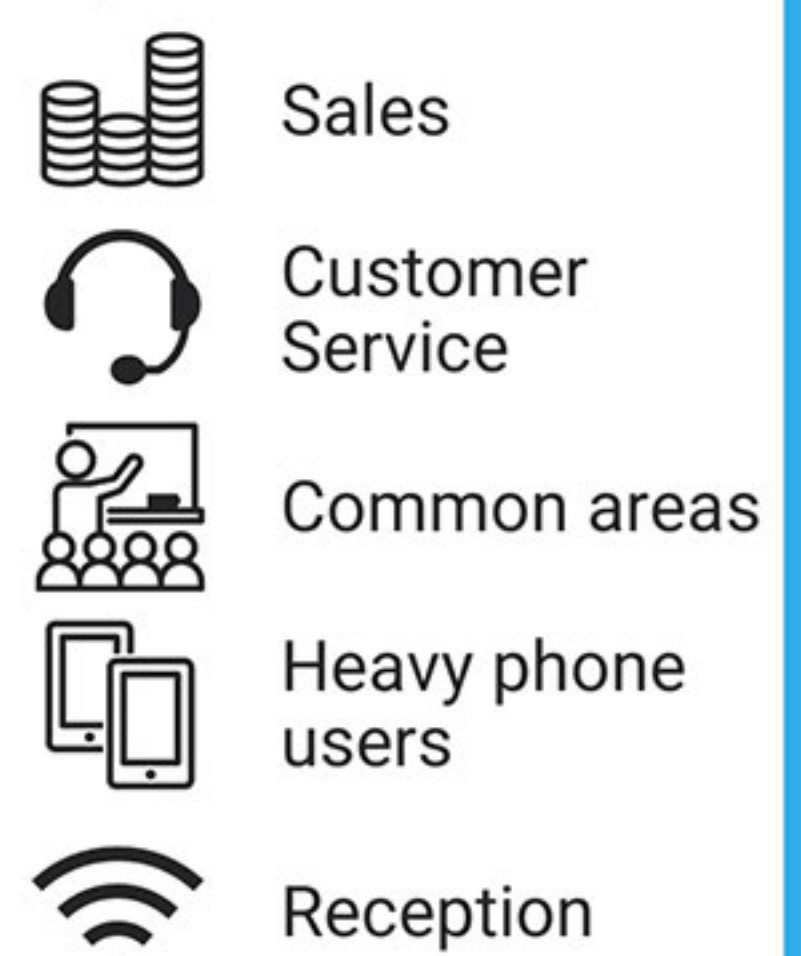 Sales
Customer
Service
Common areas
Heavy phone
users
Reception